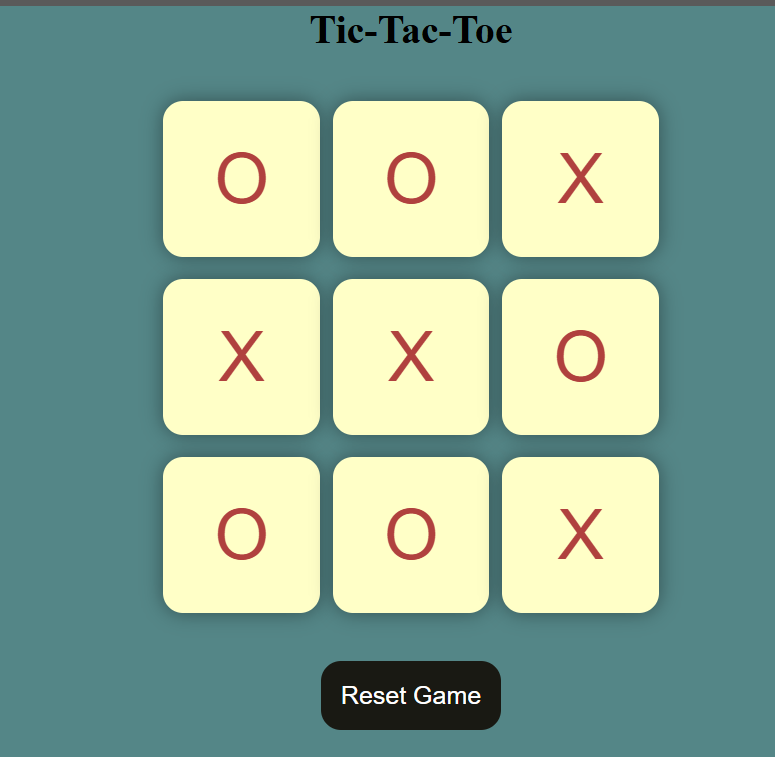 Tic-Tac-Toe
O O X
X X O
O O X
Reset Game